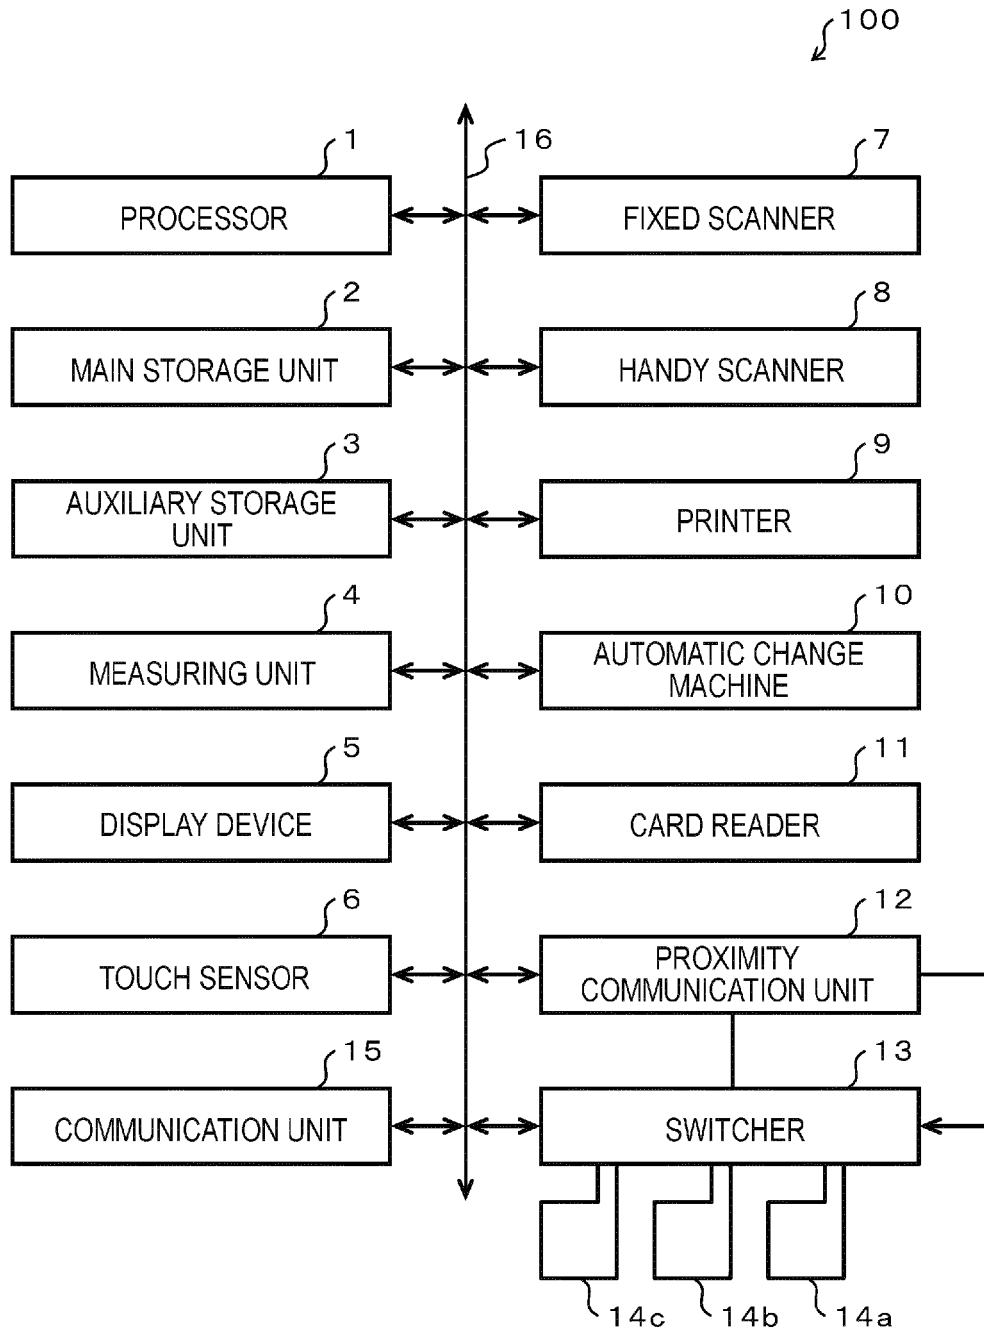 100
16
1
PROCESSOR
7
FIXED SCANNER
2
MAIN STORAGE UNIT
8
HANDY SCANNER
3
AUXILIARY STORAGE
UNIT
9
PRINTER
4
MEASURING UNIT
10
AUTOMATIC CHANGE
MACHINE
5
DISPLAY DEVICE
11
CARD READER
6
TOUCH SENSOR
12
PROXIMITY
COMMUNICATION UNIT
15
COMMUNICATION UNIT
13
SWITCHER
14c
14b
14a